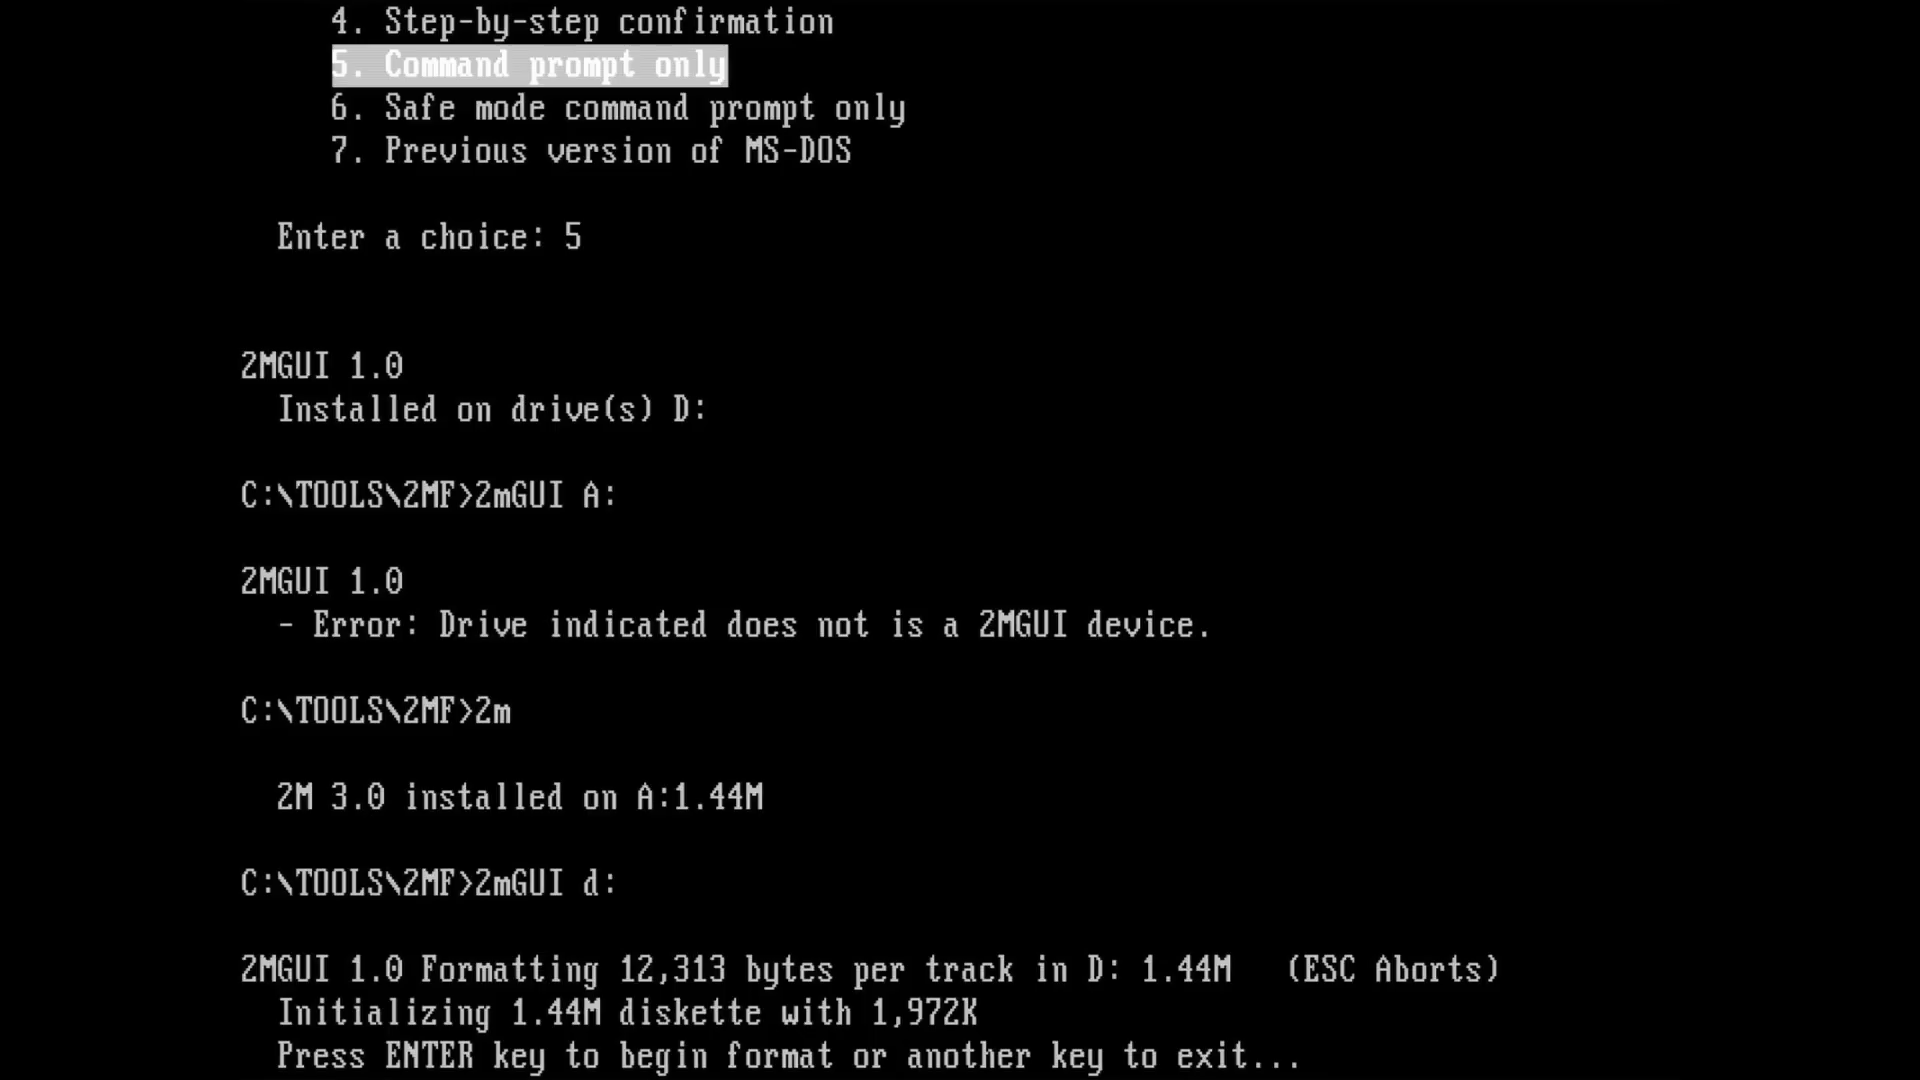 4. Step-by-step confirmation
5. Command prompt only
6. Safe mode command prompt only
7. Previous version of MS-DOS
Enter a choice: 5
2MGUI 1.0
Installed on drive(s) D:
C:\TOOLS\2MF>2mGUI A:
2MGUI 1.0
- Error: Drive indicated does not is a 2MGUI device.
C:\TOOLS\2MF>2m
2M 3.0 installed on A:1.44M
C:\TOOLS\2MF>2mGUI d:
2MGUI 1.0 Formatting 12,313 bytes per track in D: 1.44M (ESC Aborts)
Initializing 1.44M diskette with 1,972K
Press ENTER key to begin format or another key to exit...